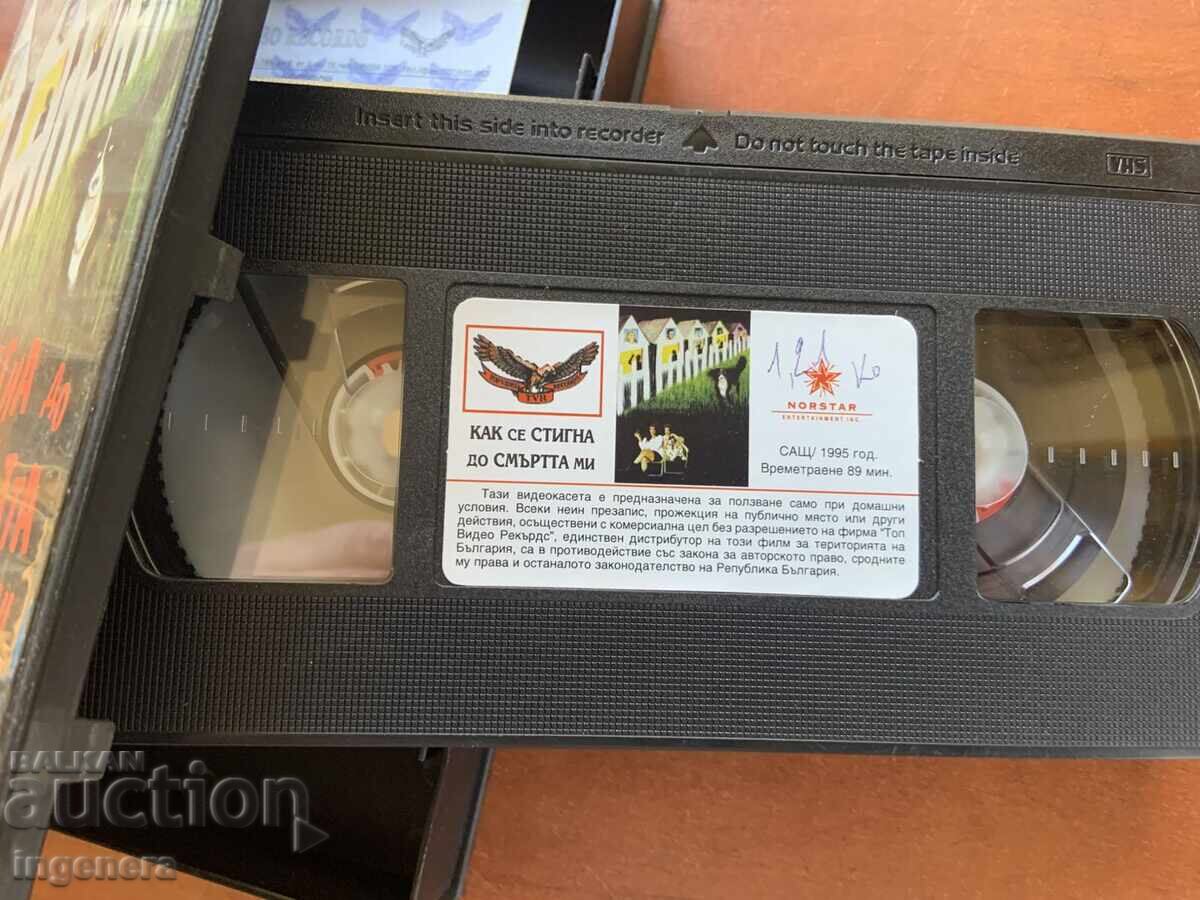 RECORDS
Insert this side into recorder
Do not touch the tape inside
VHS
TVR
КАК СЕ СТИГНА
ДО СМЪРТТА МИ
1,21 ко
NORSTAR
ENTERTAINMENT INC.
САЩ/ 1995 год.
Времетраене 89 мин.
Тази видеокасета е предназначена за ползване само при домашни
условия. Всеки неин презапис, прожекция на публично място или други
действия, осъществени с комерсиална цел без разрешението на фирма "Топ
Видео Рекърдс", единствен дистрибутор на този филм за територията на
България, са в противодействие със закона за авторското право, сродните
му права и останалото законодателство на Република България.
BALKAN
auction
ingenera